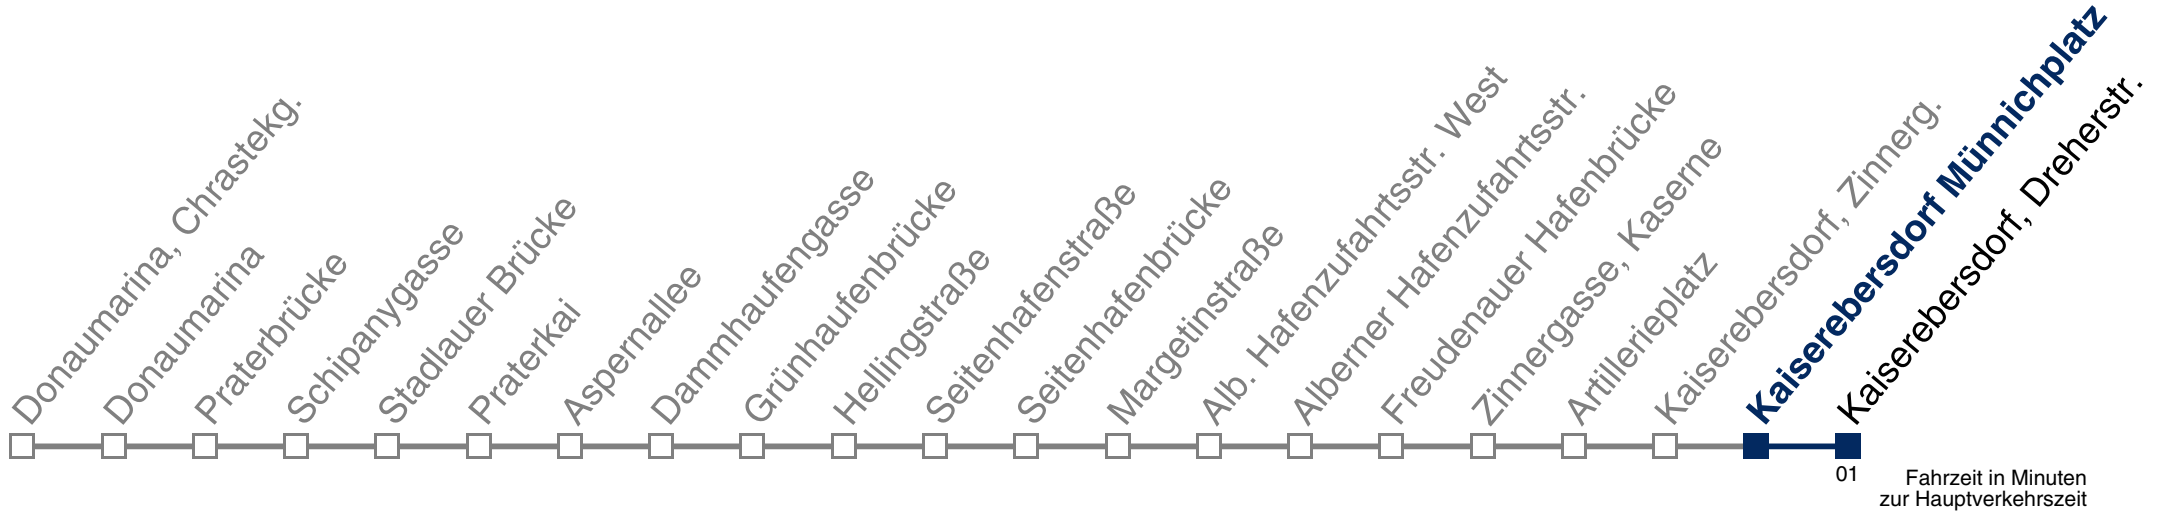 Donaumarina, Chrastekg.
Donaumarina
Praterbrücke
Schipanygasse
Stadlauer Brücke
Praterkai
Aspernallee
Dammhaufengasse
Grünhaufenbrücke
Hellingstraße
Seitenhafenstraße
Seitenhafenbrücke
Margetinstraße
Alb. Hafenzufahrtsstr. West
Alberner Hafenzufahrtsstr.
Freudenauer Hafenbrücke
Zinnergasse, Kaserne
Artillerieplatz
Kaiserebersdorf, Zinnerg.
Kaiserebersdorf Münnichplatz
Kaiserebersdorf, Dreherstr.
01
Fahrzeit in Minuten
zur Hauptverkehrszeit